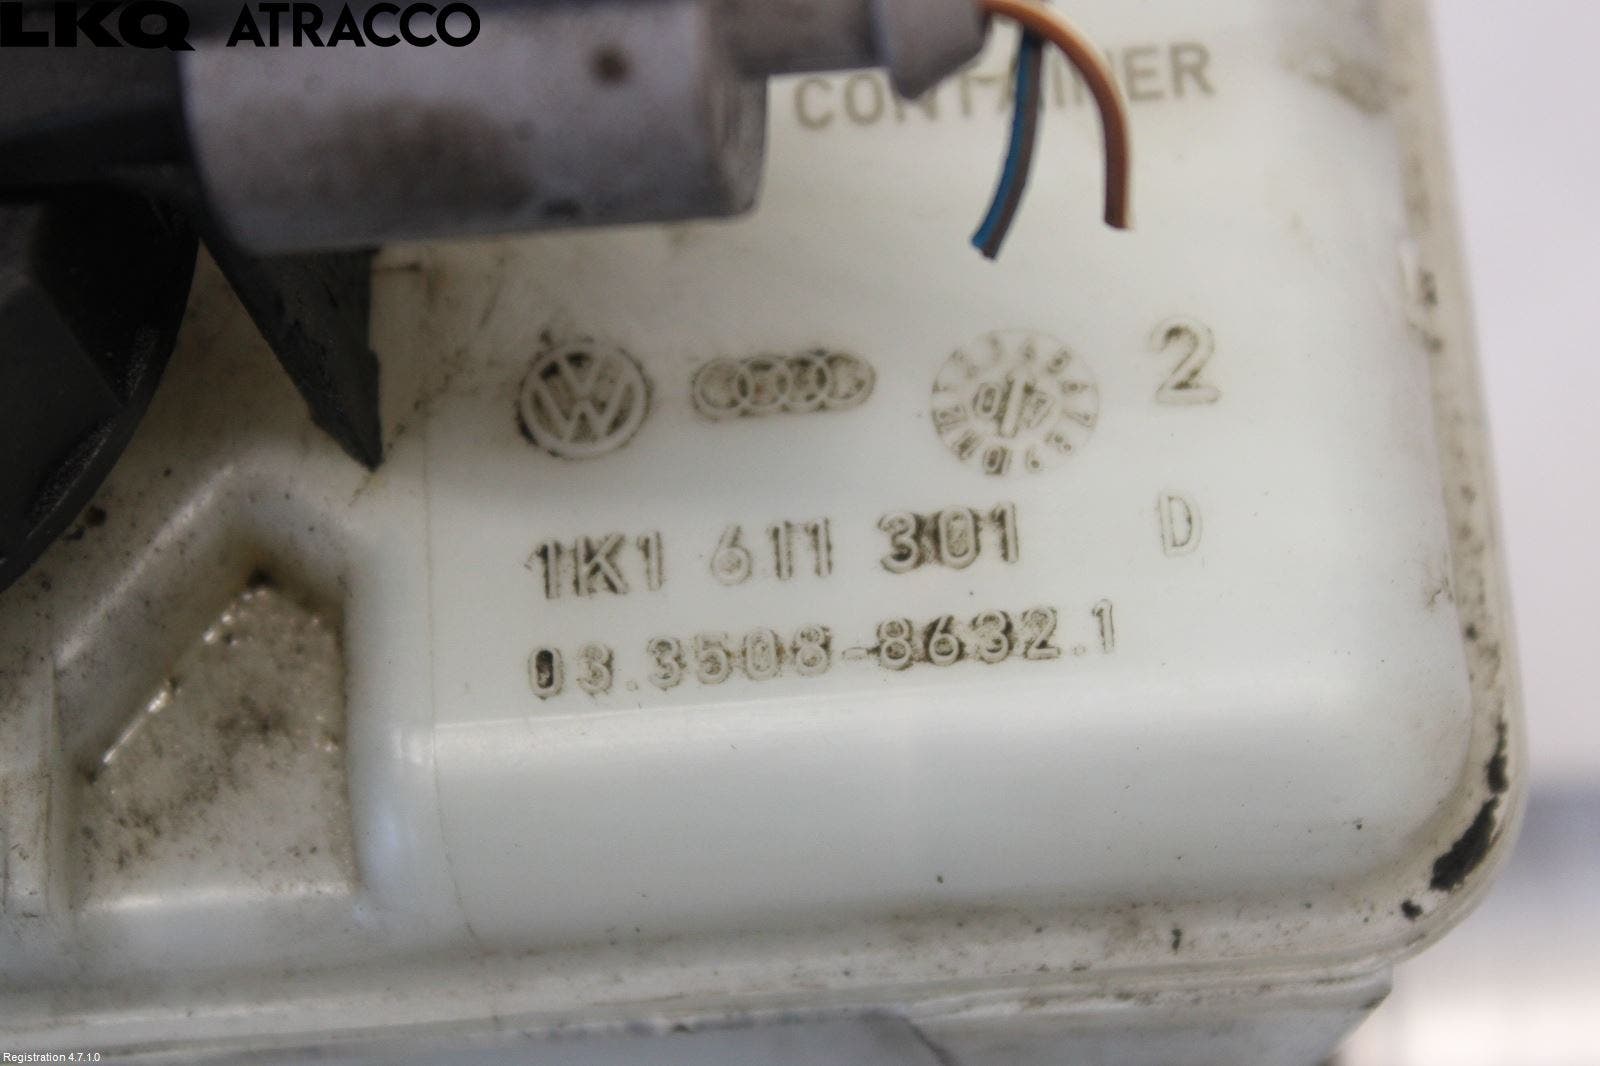 LKQ ATRACCO
CONTAINER
2
1K1 611 301 D
03.3508-8632.1
Registration 4.7.1.0